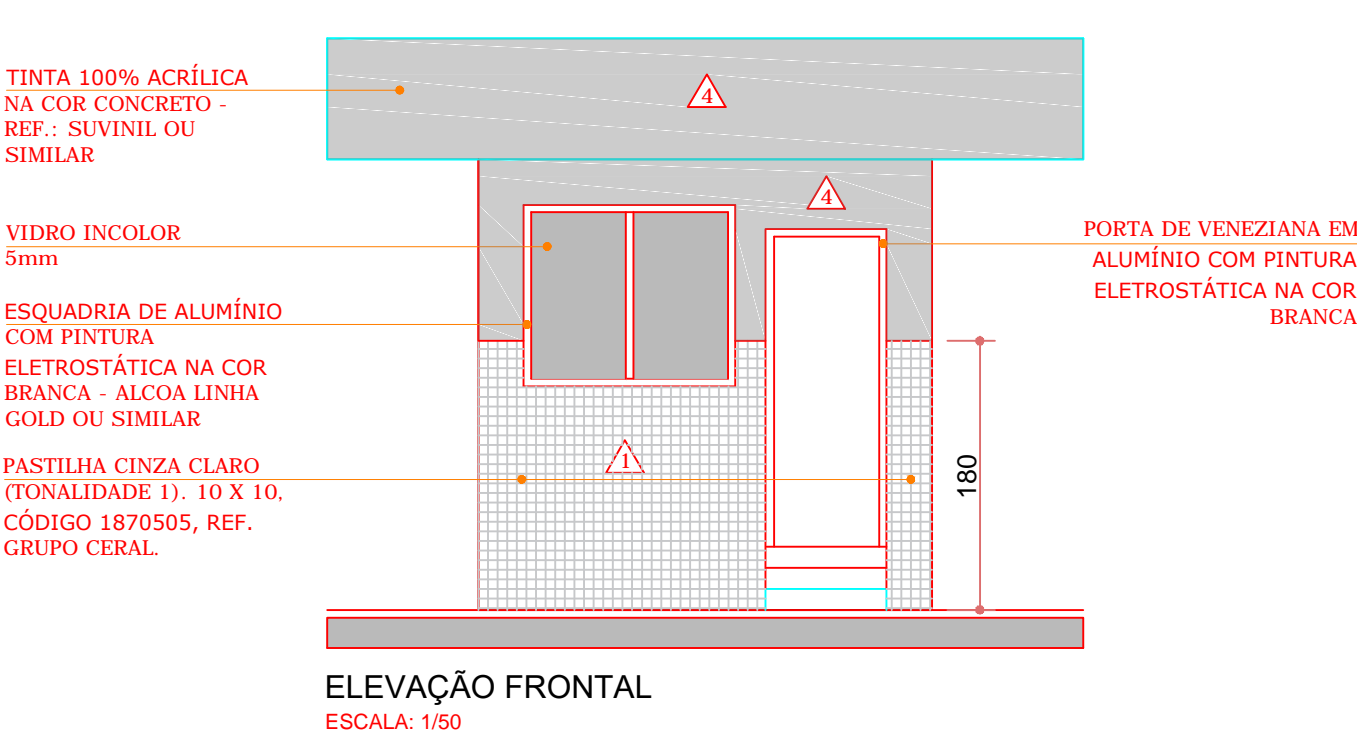 TINTA 100% ACRÍLICA
NA COR CONCRETO -
REF.: SUVINIL OU
SIMILAR
4
4
VIDRO INCOLOR
5mm
PORTA DE VENEZIANA EM
ALUMÍNIO COM PINTURA
ELETROSTÁTICA NA COR
BRANCA
ESQUADRIA DE ALUMÍNIO
COM PINTURA
ELETROSTÁTICA NA COR
BRANCA - ALCOA LINHA
GOLD OU SIMILAR
1
PASTILHA CINZA CLARO
(TONALIDADE 1). 10 X 10,
CÓDIGO 1870505, REF.
GRUPO CERAL.
180
ELEVAÇÃO FRONTAL
ESCALA: 1/50